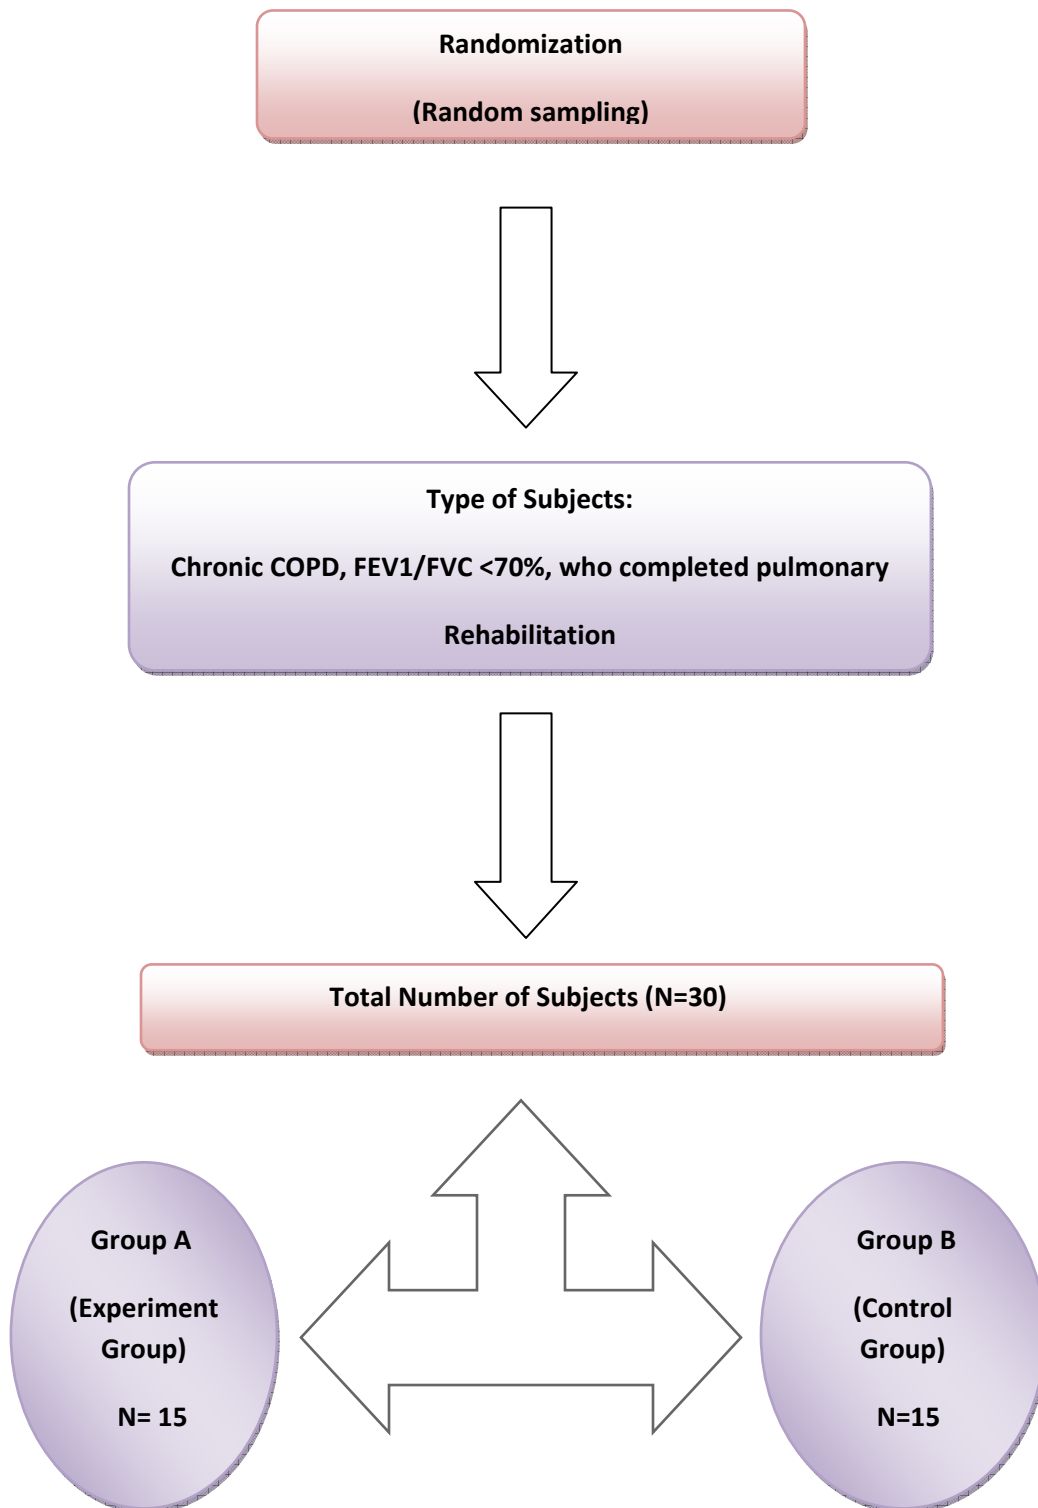 Randomization
(Random sampling)
Type of Subjects:
Chronic COPD, FEV1/FVC <70%, who completed pulmonary
Rehabilitation
Total Number of Subjects (N=30)
Group A
(Experiment
Group)
N= 15
Group B
(Control
Group)
N=15